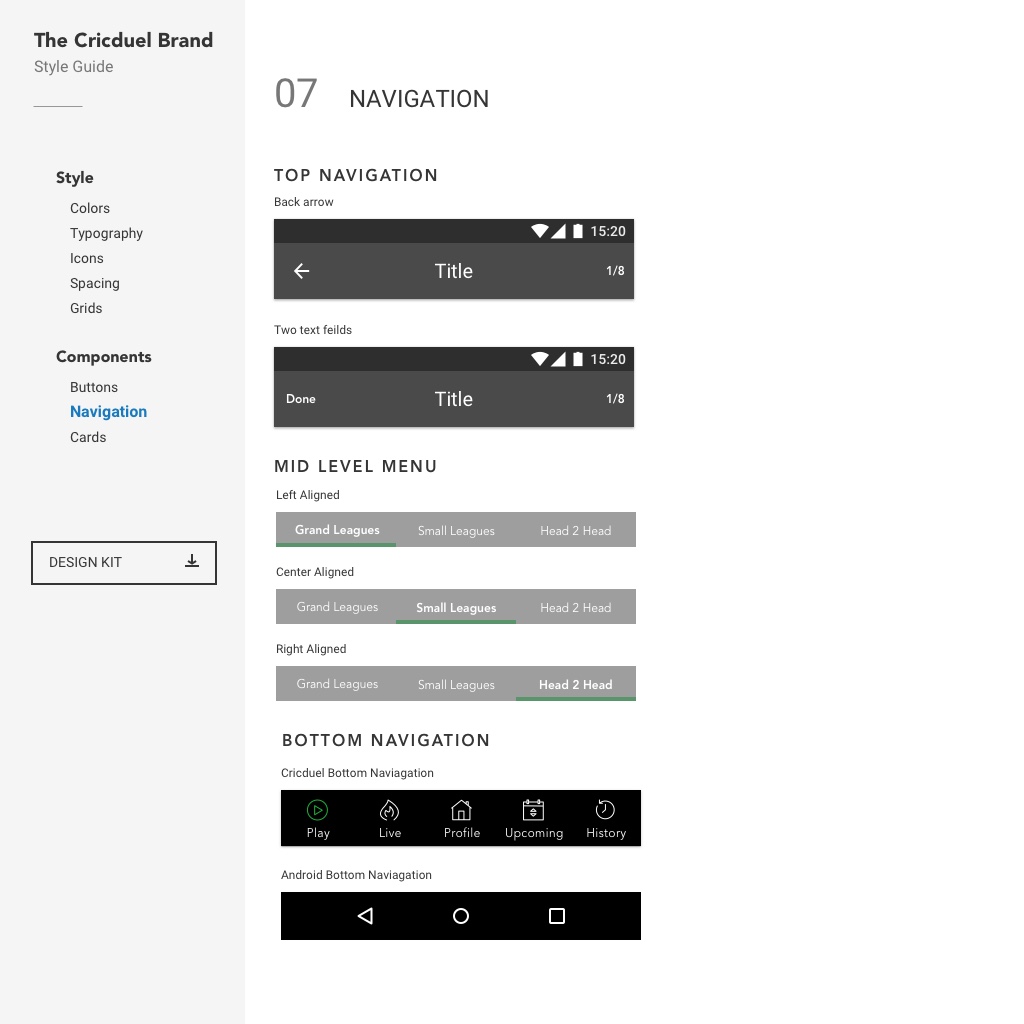 The Cricduel Brand
Style Guide
Style
Colors
Typography
Icons
Spacing
Grids
Components
Buttons
Navigation
Cards
DESIGN KIT
07 NAVIGATION
TOP NAVIGATION
Back arrow
15:20
Title 1/8
Two text feilds
15:20
Done Title 1/8
MID LEVEL MENU
Left Aligned
Grand Leagues Small Leagues Head 2 Head
Center Aligned
Grand Leagues Small Leagues Head 2 Head
Right Aligned
Grand Leagues Small Leagues Head 2 Head
BOTTOM NAVIGATION
Cricduel Bottom Naviagation
Play Live Profile Upcoming History
Android Bottom Naviagation